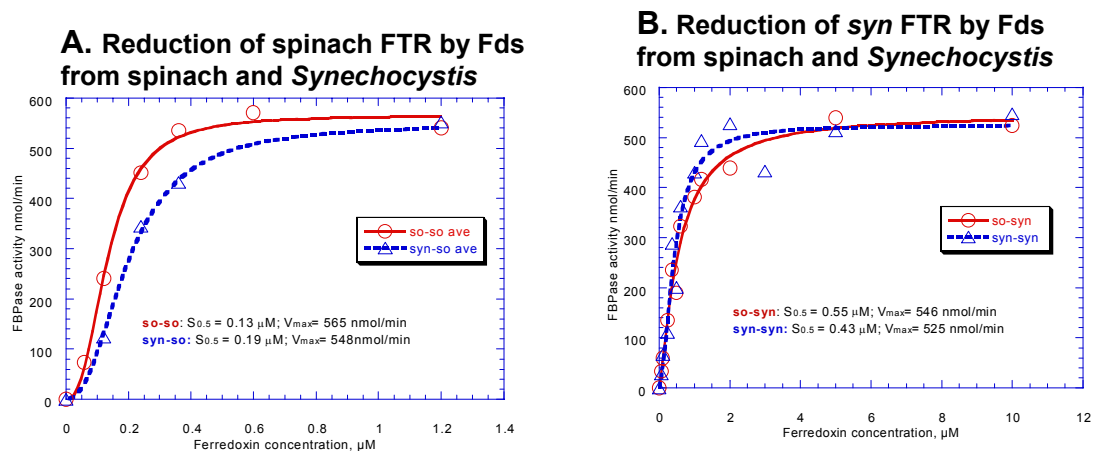 A. Reduction of spinach FTR by Fds
from spinach and Synechocystis
600
500
400
300
200
100
0
FBPase activity nmol/min
so-so ave
syn-so ave
so-so: S0.5 = 0.13 µM; Vmax= 565 nmol/min
syn-so: S0.5 = 0.19 µM; Vmax= 548nmol/min
0 0.2 0.4 0.6 0.8 1 1.2 1.4
Ferredoxin concentration, µM
B. Reduction of syn FTR by Fds
from spinach and Synechocystis
600
500
400
300
200
100
0
FBPase activity nmol/min
so-syn
syn-syn
so-syn: S0.5 = 0.55 µM; Vmax= 546 nmol/min
syn-syn: S0.5 = 0.43 µM; Vmax= 525 nmol/min
0 2 4 6 8 10 12
Ferredoxin concentration, µM